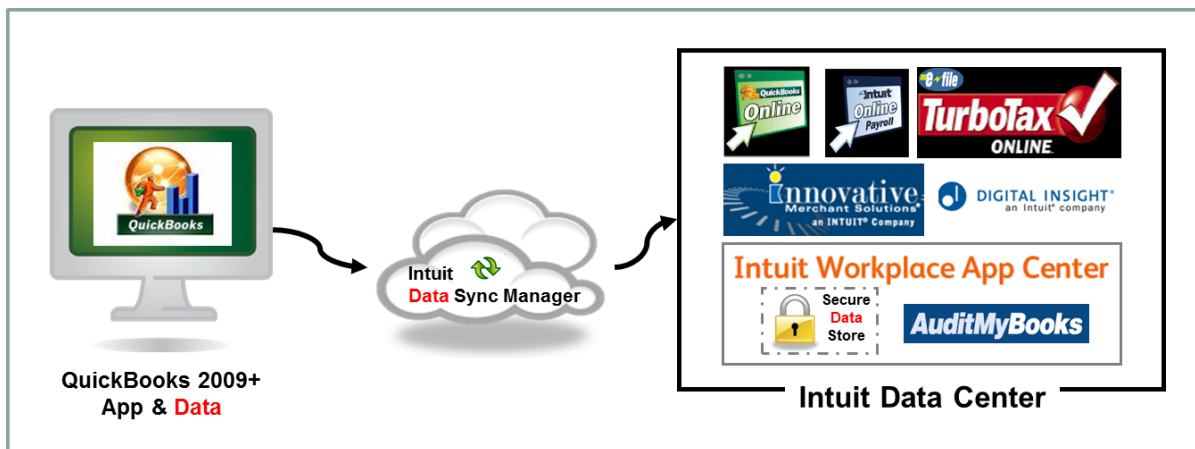 QuickBooks
QuickBooks 2009+
App & Data
Intuit
Data Sync Manager
QuickBooks
Online
Intuit
Online
Payroll
e file
TurboTax
ONLINE
innovative
Merchant Solutions®
an INTUIT® Company
DIGITAL INSIGHT®
an Intuit® company
Intuit Workplace App Center
Secure
Data
Store
AuditMyBooks
Intuit Data Center